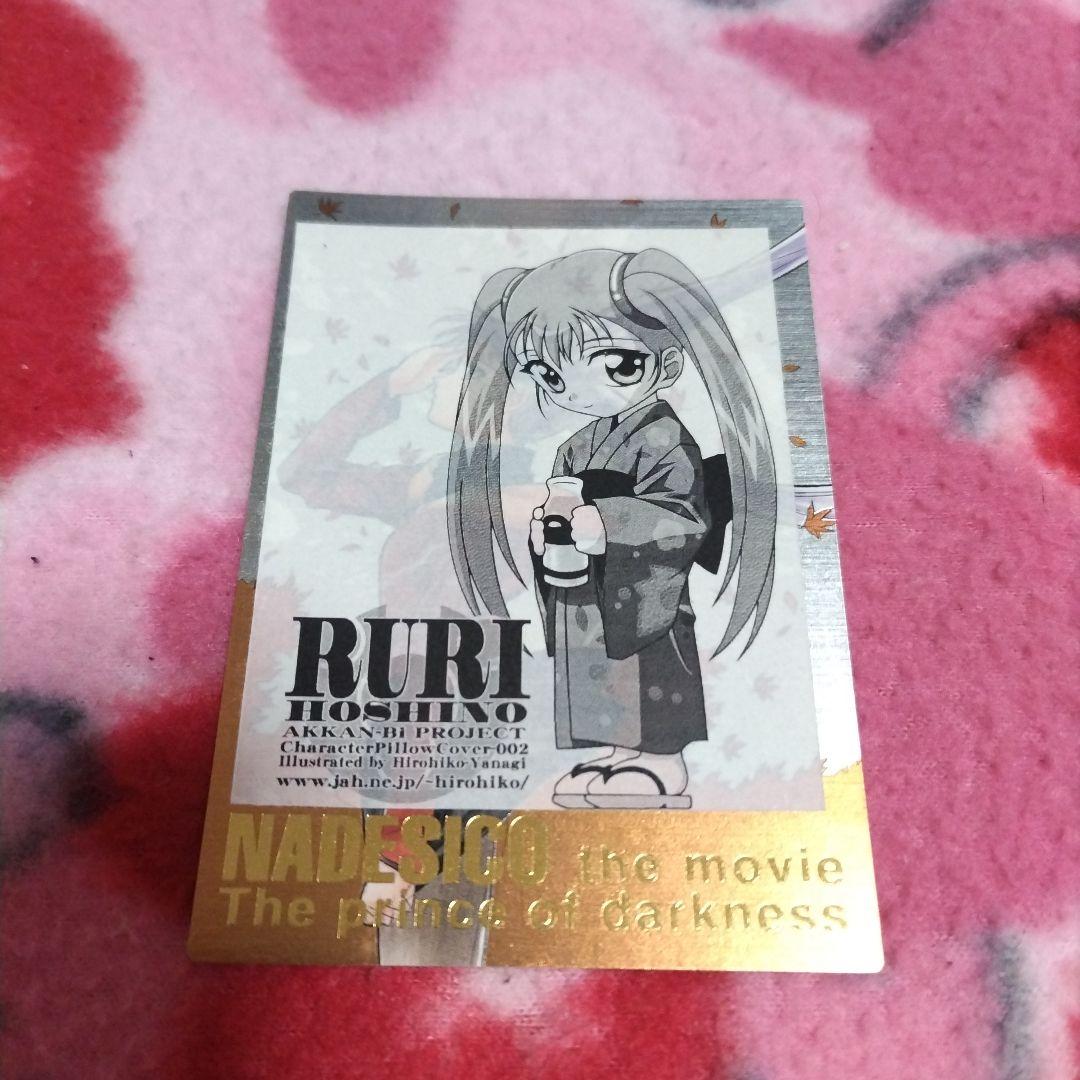 RURI
HOSHINO
AKKAN-Bi PROJECT
CharacterPillowCover-002
Illustrated by Hirohiko-Yanagi
www.jah.ne.jp/~hirohiko/
NADESICO the movie
The prince of darkness